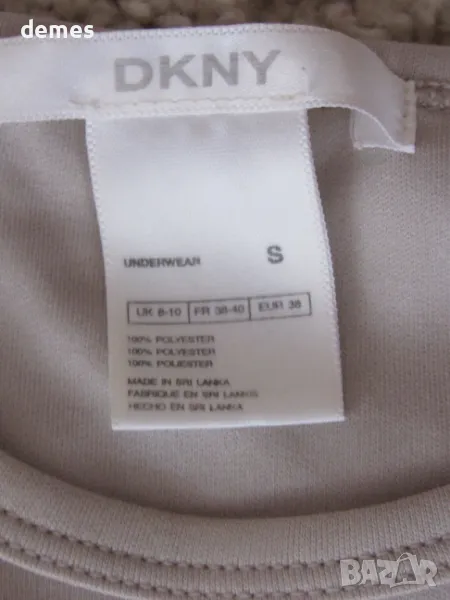 demes
DKNY
UNDERWEAR S
UK 8-10 FR 38-40 EUR 38
100% POLYESTER
100% POLYESTER
100% POLIESTER
MADE IN SRI LANKA
FABRIQUE EN SRI LANKA
HECHO EN SRI LANKA
BAZAR